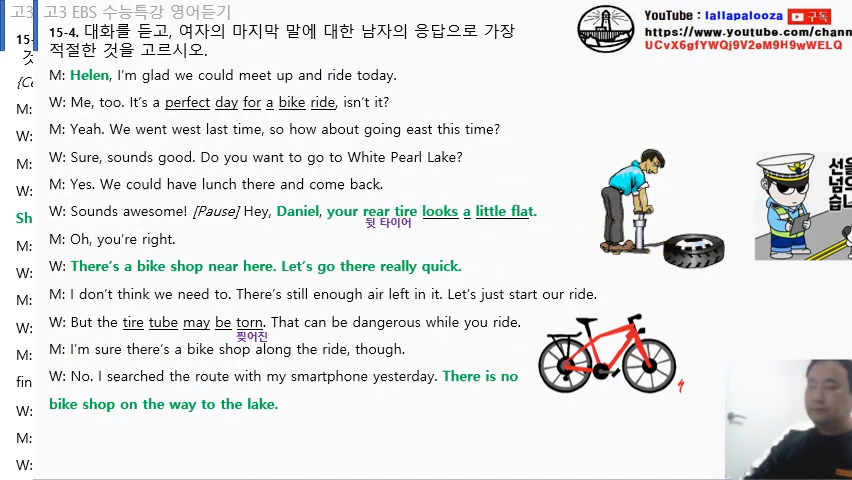 고3 고3 EBS 수능특강 영어듣기
YouTube : lallapalooza 구독
https://www.youtube.com/chann
UCvX6gfYWQj9V2eM9H9wWELQ
15-4. 대화를 듣고, 여자의 마지막 말에 대한 남자의 응답으로 가장
적절한 것을 고르시오.
M: Helen, I’m glad we could meet up and ride today.
W: Me, too. It’s a perfect day for a bike ride, isn’t it?
M: Yeah. We went west last time, so how about going east this time?
W: Sure, sounds good. Do you want to go to White Pearl Lake?
M: Yes. We could have lunch there and come back.
W: Sounds awesome! [Pause] Hey, Daniel, your rear tire looks a little flat.
뒷 타이어
M: Oh, you’re right.
W: There’s a bike shop near here. Let’s go there really quick.
M: I don’t think we need to. There’s still enough air left in it. Let’s just start our ride.
W: But the tire tube may be torn. That can be dangerous while you ride.
찢어진
M: I’m sure there’s a bike shop along the ride, though.
W: No. I searched the route with my smartphone yesterday. There is no
bike shop on the way to the lake.
15-
것
M:
W:
M:
W:
Sh
M:
W:
M:
W:
M:
fin
W:
M:
W:
선을
넘
습니